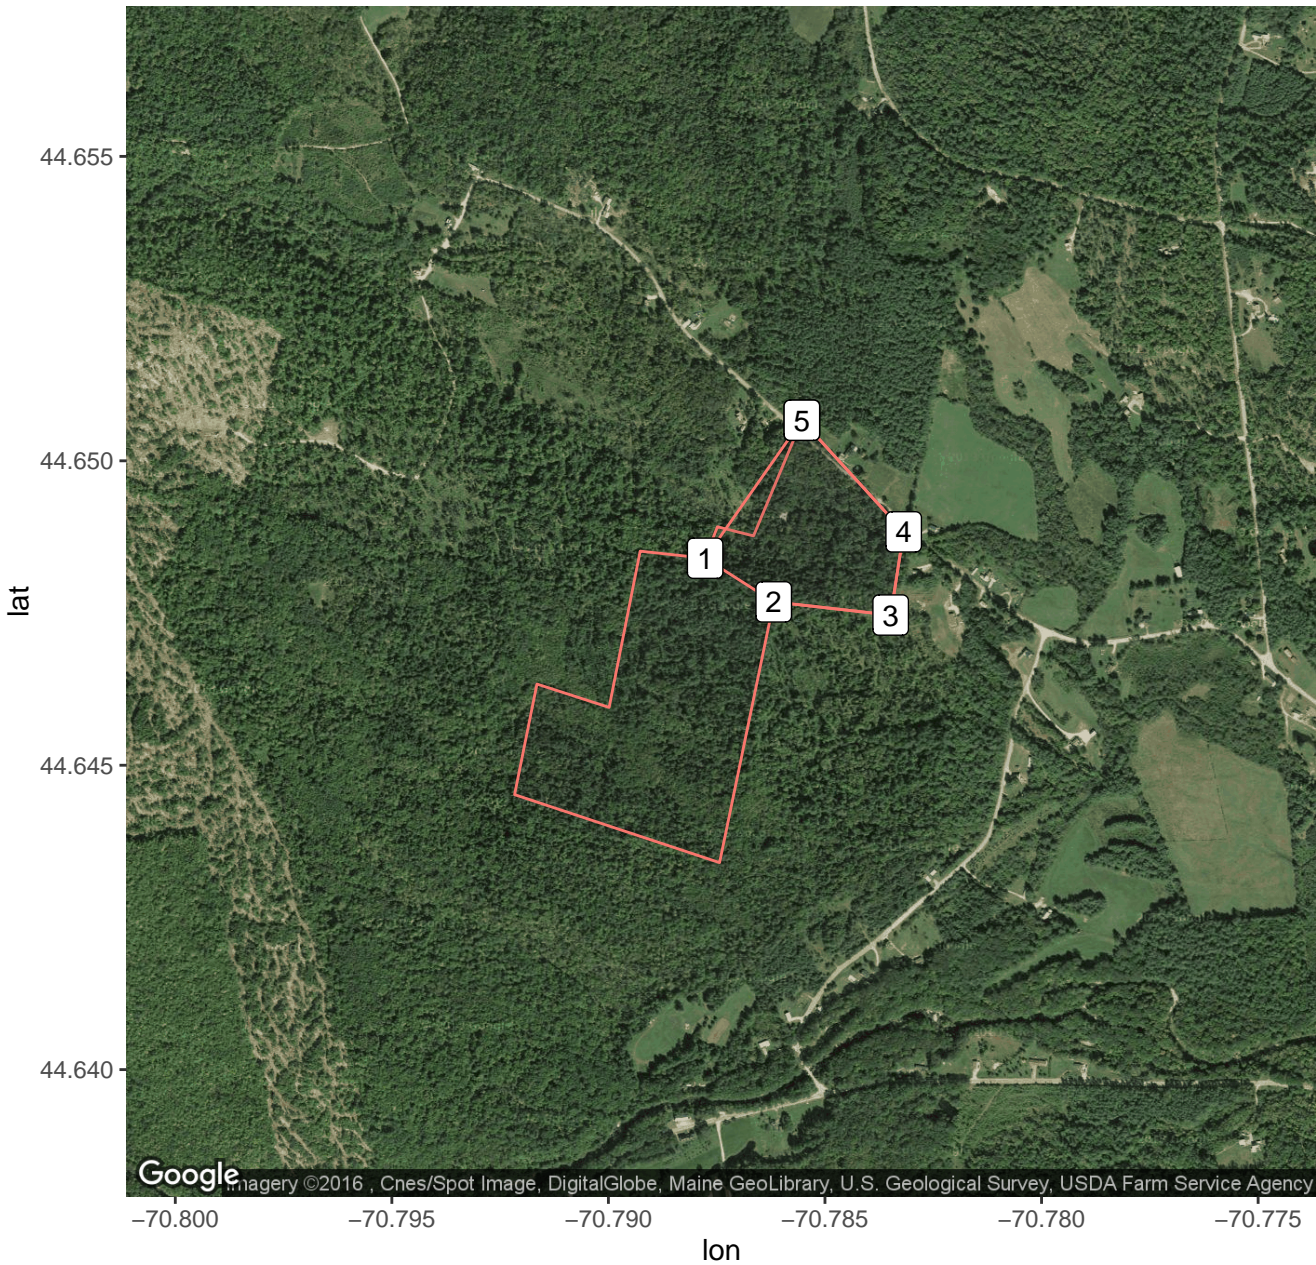 lat
44.655
44.650
44.645
44.640
5
4
1
2
3
Google
Imagery ©2016 , Cnes/Spot Image, DigitalGlobe, Maine GeoLibrary, U.S. Geological Survey, USDA Farm Service Agency
−70.800 −70.795 −70.790 −70.785 −70.780 −70.775
lon